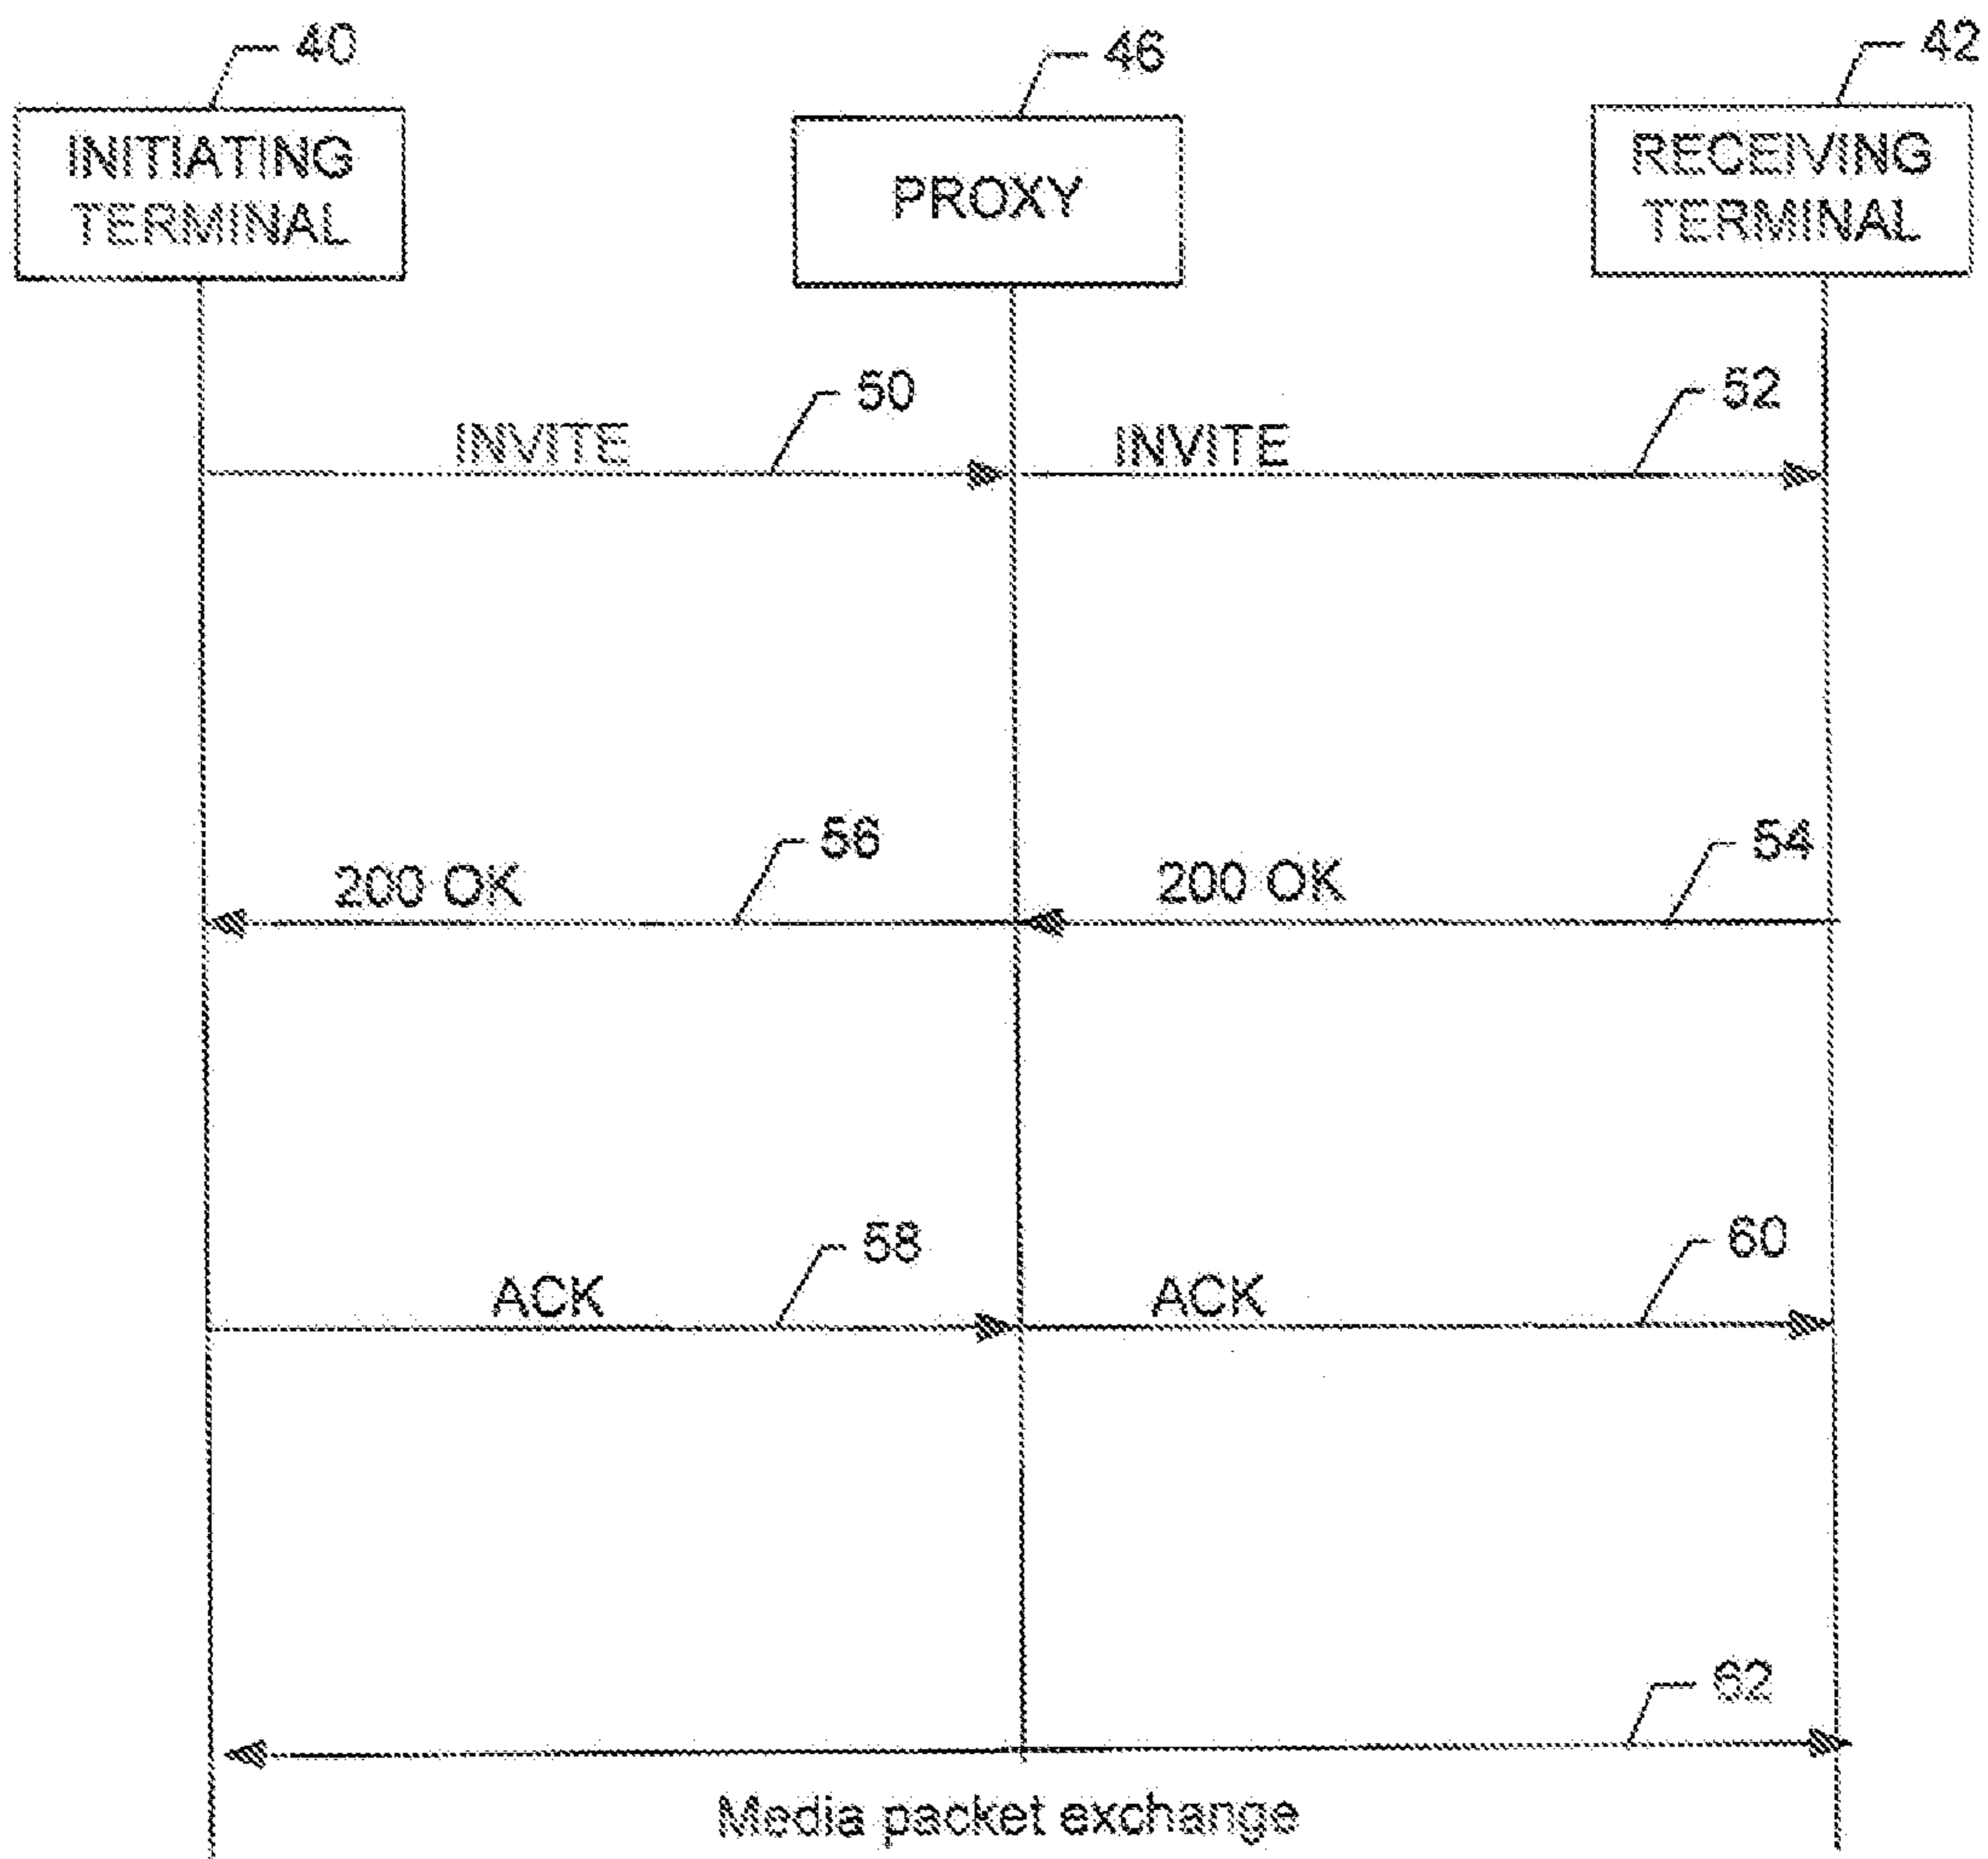 40
46
42
INITIATING
TERMINAL
PROXY
RECEIVING
TERMINAL
50
52
INVITE
INVITE
56
54
200 OK
200 OK
58
60
ACK
ACK
62
Media packet exchange